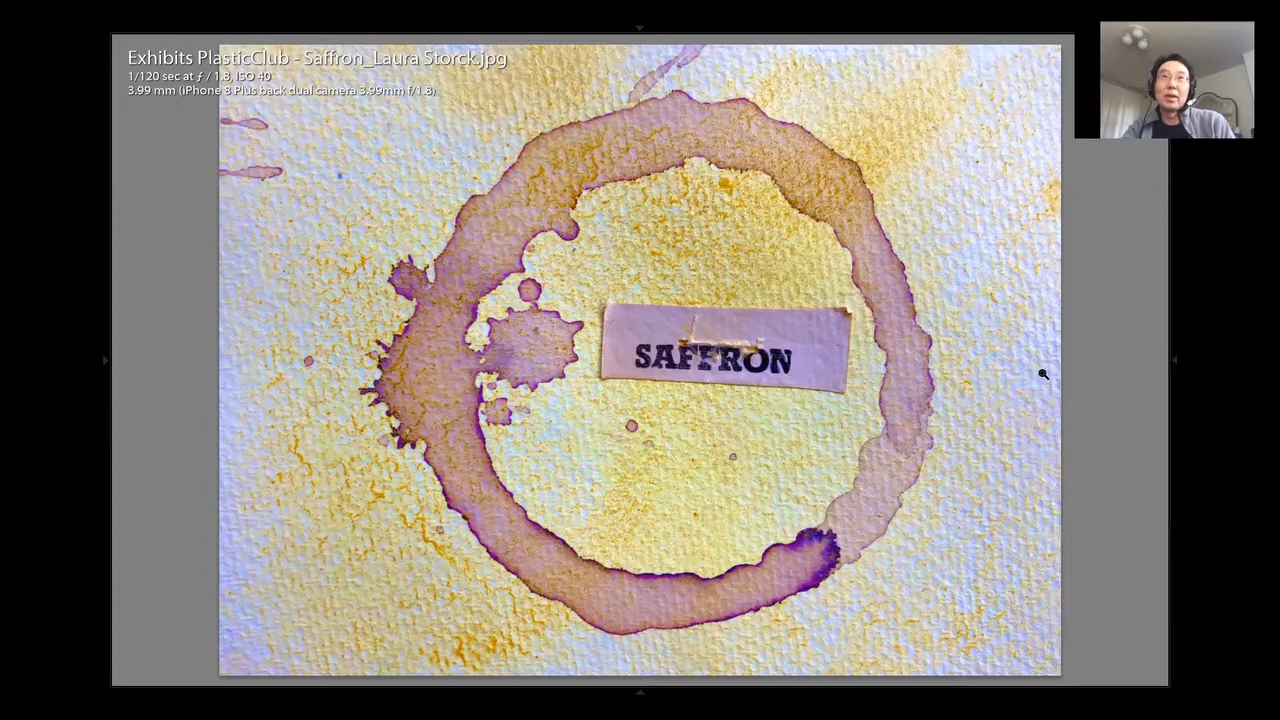 Exhibits PlasticClub - Saffron_Laura Storck.jpg
1/120 sec at ƒ / 1.8, ISO 40
3.99 mm (iPhone 8 Plus back dual camera 3.99mm f/1.8)
SAFFRON